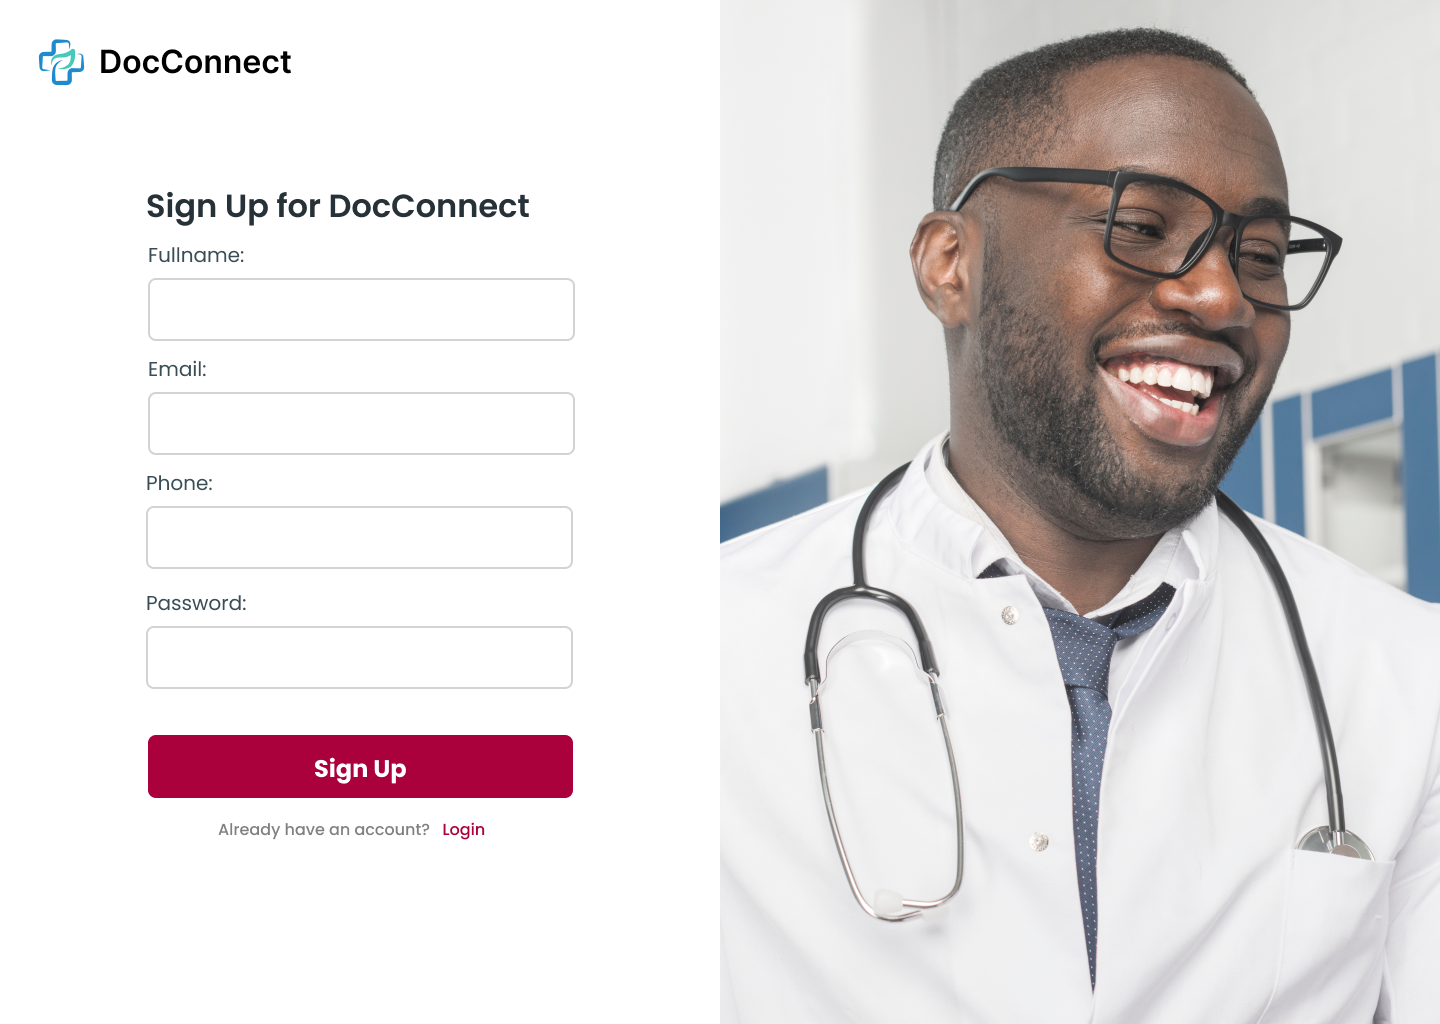 DocConnect
Sign Up for DocConnect
Fullname:
Email:
Phone:
Password:
Sign Up
Already have an account? Login